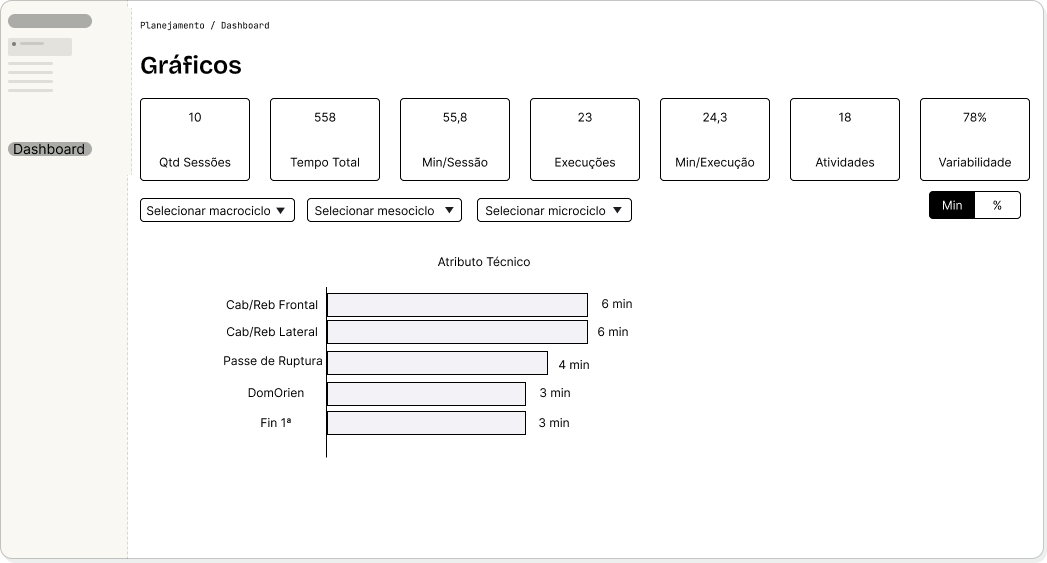 Planejamento / Dashboard
Gráficos
Dashboard
10
Qtd Sessões
558
Tempo Total
55,8
Min/Sessão
23
Execuções
24,3
Min/Execução
18
Atividades
78%
Variabilidade
Selecionar macrociclo ▼
Selecionar mesociclo ▼
Selecionar microciclo ▼
Min
%
Atributo Técnico
Cab/Reb Frontal 6 min
Cab/Reb Lateral 6 min
Passe de Ruptura 4 min
DomOrien 3 min
Fin 1ª 3 min